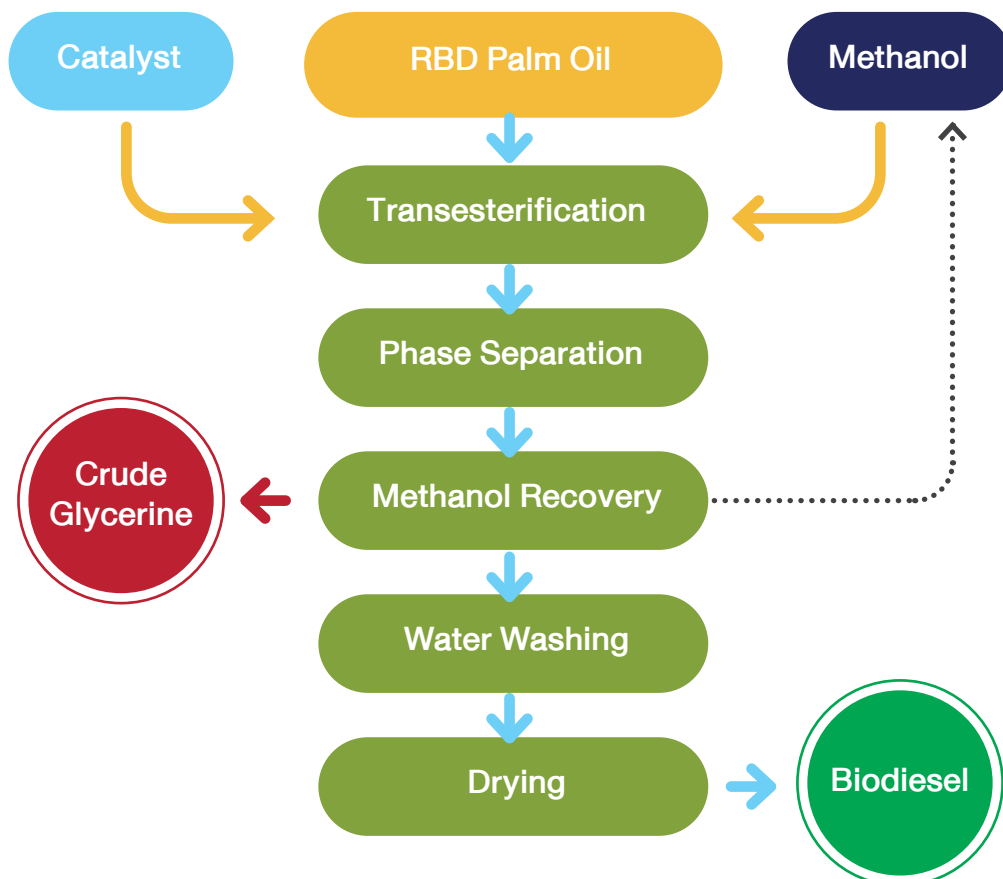 Catalyst
RBD Palm Oil
Methanol
Transesterification
Phase Separation
Crude
Glycerine
Methanol Recovery
Water Washing
Drying
Biodiesel